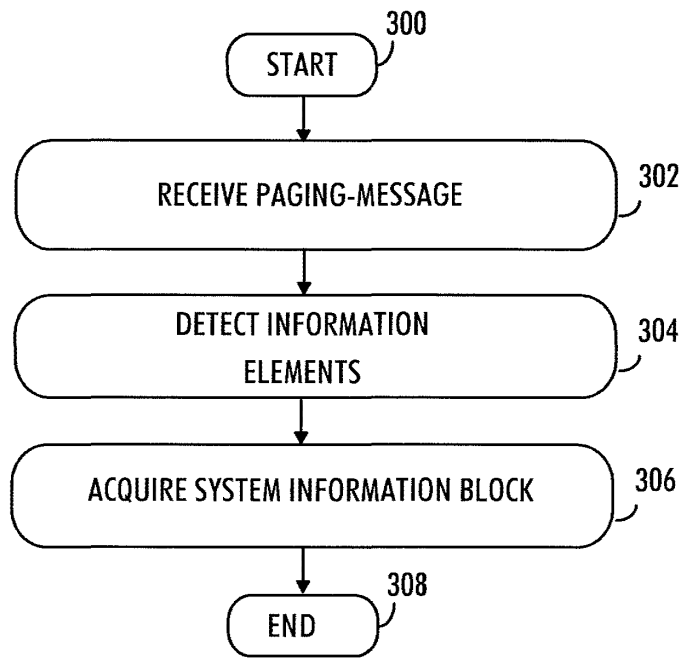 300
START
RECEIVE PAGING-MESSAGE
302
DETECT INFORMATION
ELEMENTS
304
ACQUIRE SYSTEM INFORMATION BLOCK
306
308
END